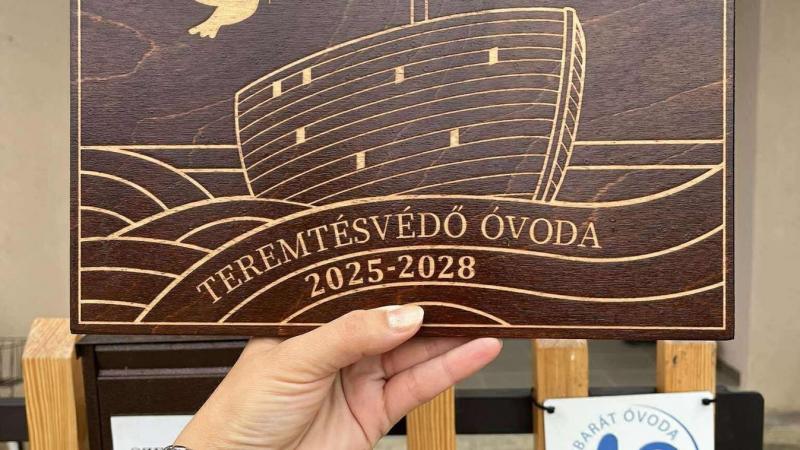 TEREMTÉSVÉDŐ ÓVODA
2025-2028
BARÁT ÓVODA